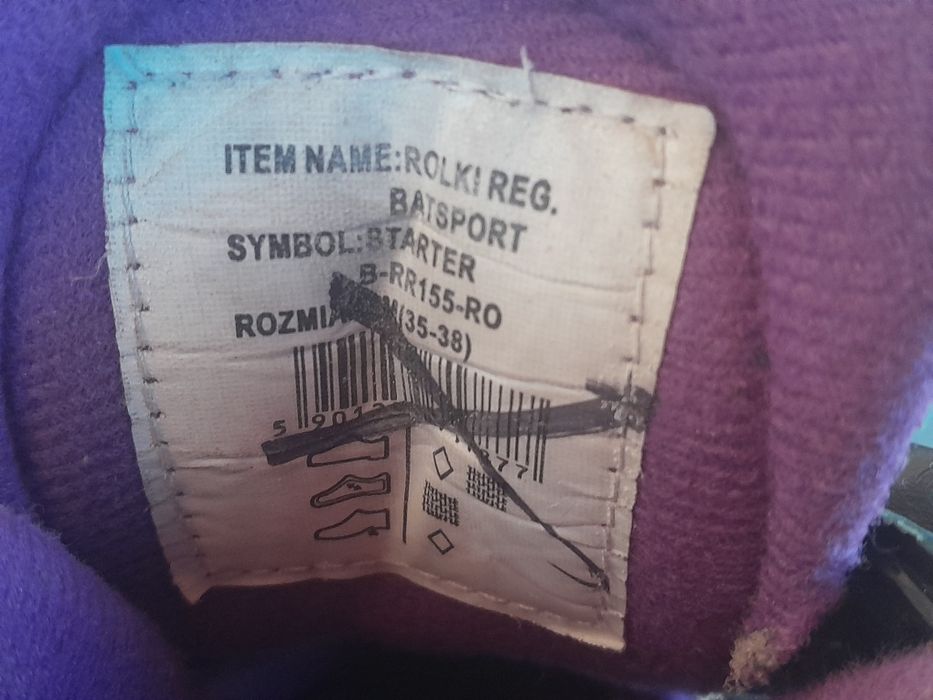 ITEM NAME:ROLKI REG.
BATSPORT
SYMBOL:STARTER
B-RR155-RO
(35-38)